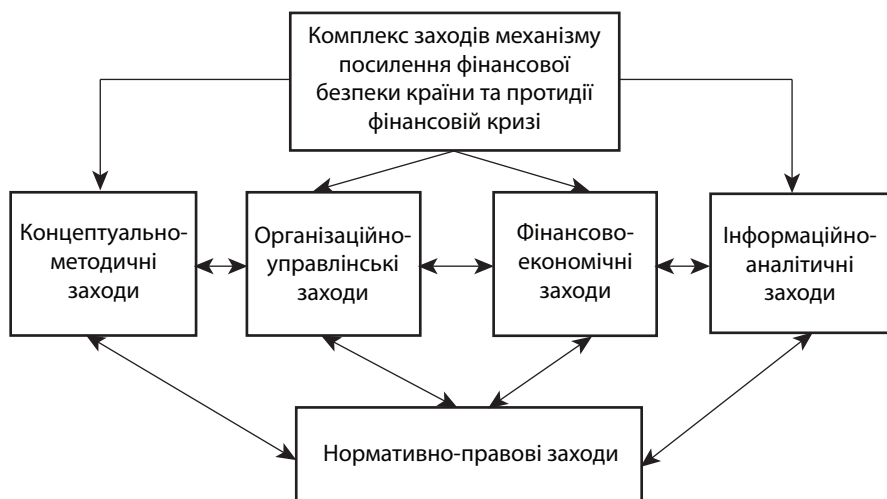 Комплекс заходів механізму
посилення фінансової
безпеки країни та протидії
фінансовій кризі
Концептуально-
методичні
заходи
Організаційно-
управлінські
заходи
Фінансово-
економічні
заходи
Інформаційно-
аналітичні
заходи
Нормативно-правові заходи